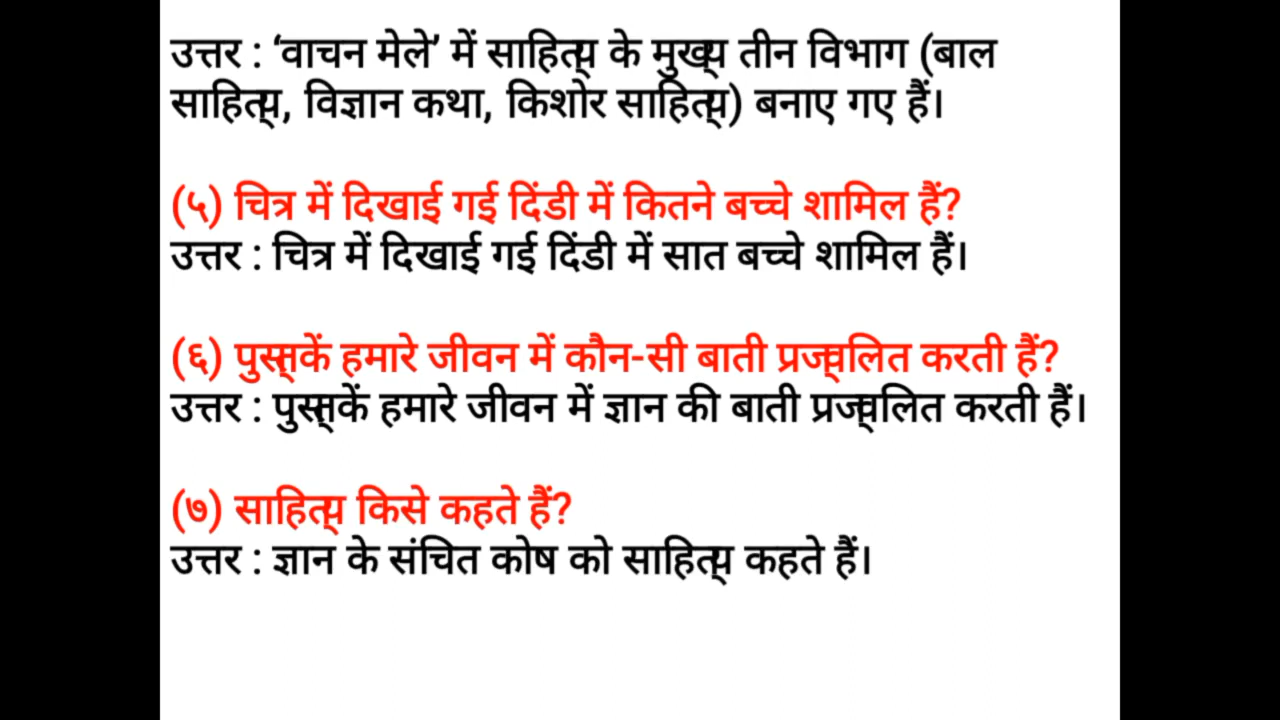 उत्तर : ‘वाचन मेले’ में साहित्य के मुख्य तीन विभाग (बाल
साहित्य, विज्ञान कथा, किशोर साहित्य) बनाए गए हैं।
(५) चित्र में दिखाई गई दिंडी में कितने बच्चे शामिल हैं?
उत्तर : चित्र में दिखाई गई दिंडी में सात बच्चे शामिल हैं।
(६) पुस्तकें हमारे जीवन में कौन-सी बाती प्रज्वलित करती हैं?
उत्तर : पुस्तकें हमारे जीवन में ज्ञान की बाती प्रज्वलित करती हैं।
(७) साहित्य किसे कहते हैं?
उत्तर : ज्ञान के संचित कोष को साहित्य कहते हैं।